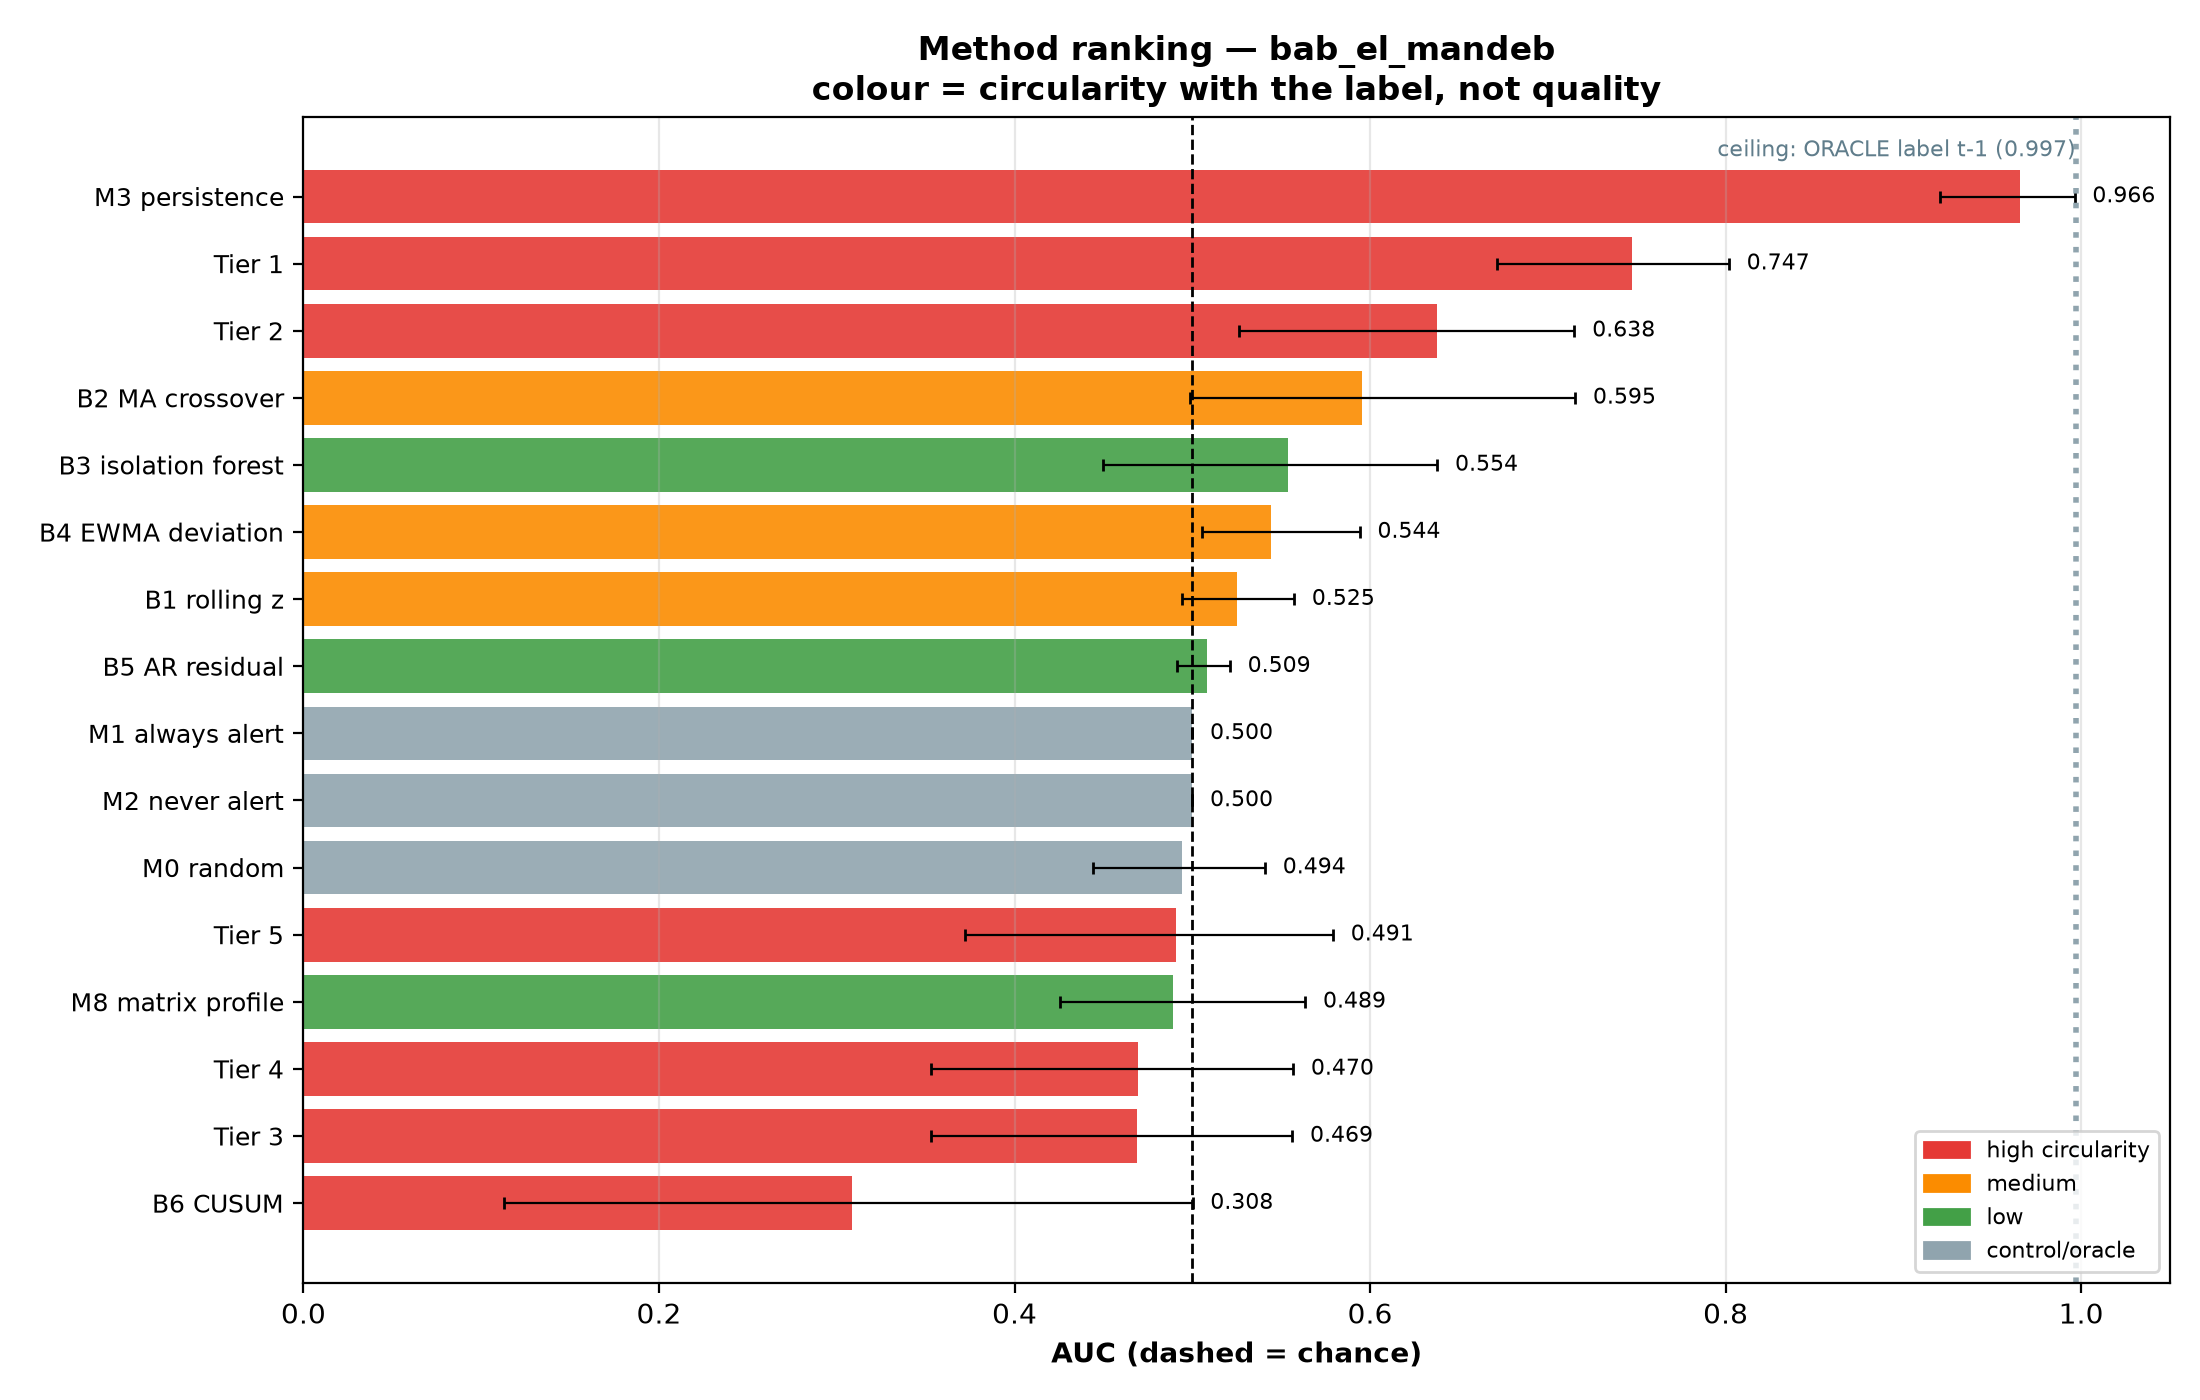 Method ranking — bab_el_mandeb
colour = circularity with the label, not quality
ceiling: ORACLE label t-1 (0.997)
M3 persistence 0.966
Tier 1 0.747
Tier 2 0.638
B2 MA crossover 0.595
B3 isolation forest 0.554
B4 EWMA deviation 0.544
B1 rolling z 0.525
B5 AR residual 0.509
M1 always alert 0.500
M2 never alert 0.500
M0 random 0.494
Tier 5 0.491
M8 matrix profile 0.489
Tier 4 0.470
Tier 3 0.469
B6 CUSUM 0.308
high circularity
medium
low
control/oracle
0.0 0.2 0.4 0.6 0.8 1.0
AUC (dashed = chance)